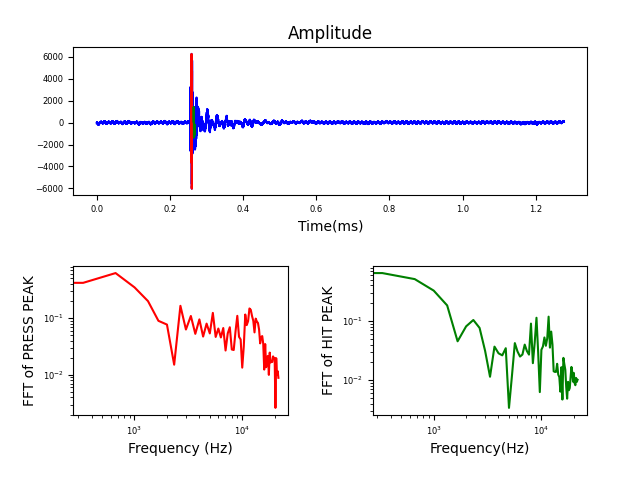 Amplitude
6000
4000
2000
0
−2000
−4000
−6000
0.0 0.2 0.4 0.6 0.8 1.0 1.2
Time(ms)
FFT of PRESS PEAK
10⁻¹
10⁻²
10³ 10⁴
Frequency (Hz)
FFT of HIT PEAK
10⁻¹
10⁻²
10³ 10⁴
Frequency(Hz)